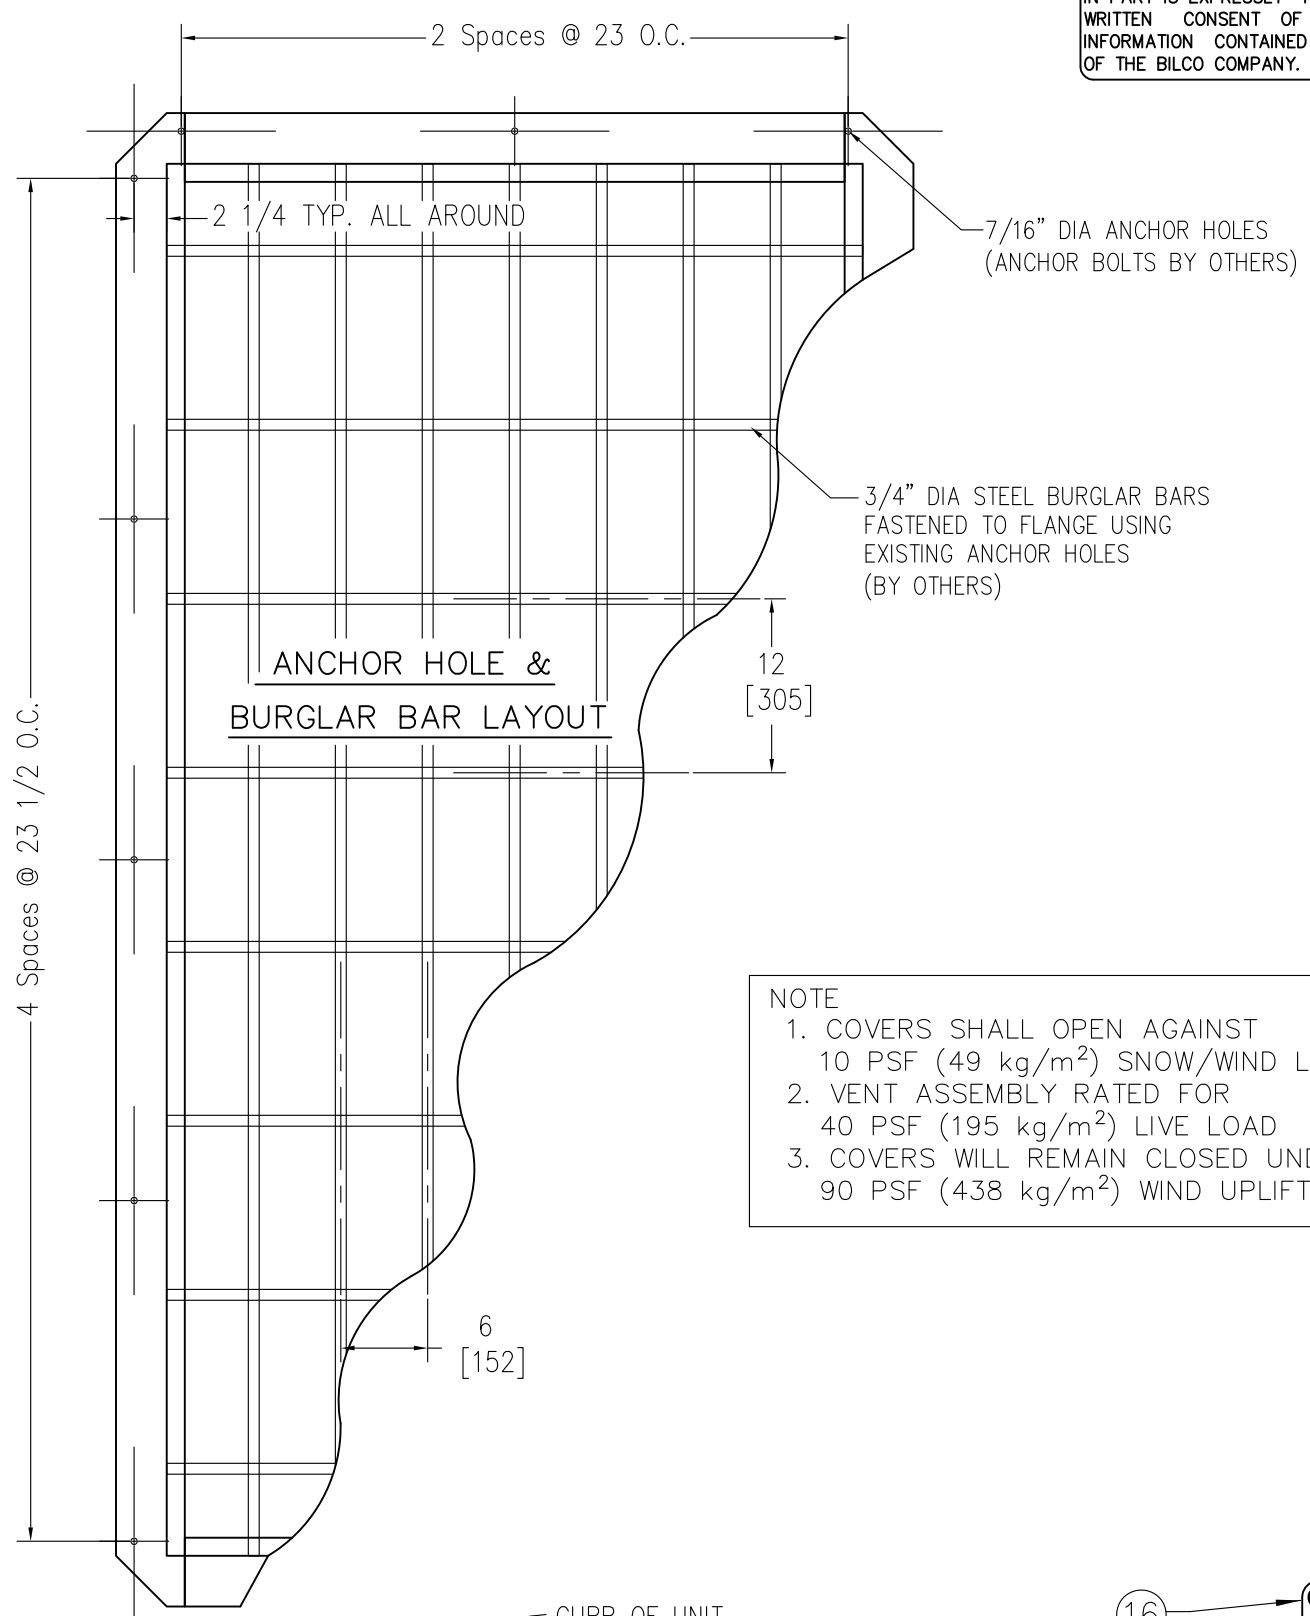 WRITTEN CONSENT OF
INFORMATION CONTAINED
OF THE BILCO COMPANY.
2 Spaces @ 23 O.C.
2 1/4 TYP. ALL AROUND
7/16" DIA ANCHOR HOLES
(ANCHOR BOLTS BY OTHERS)
3/4" DIA STEEL BURGLAR BARS
FASTENED TO FLANGE USING
EXISTING ANCHOR HOLES
(BY OTHERS)
ANCHOR HOLE &
BURGLAR BAR LAYOUT
12
[305]
4 Spaces @ 23 1/2 O.C.
NOTE
1. COVERS SHALL OPEN AGAINST
10 PSF (49 kg/m²) SNOW/WIND
2. VENT ASSEMBLY RATED FOR
40 PSF (195 kg/m²) LIVE LOAD
3. COVERS WILL REMAIN CLOSED
90 PSF (438 kg/m²) WIND UPLIFT
6
[152]
CURB OF UNIT
16